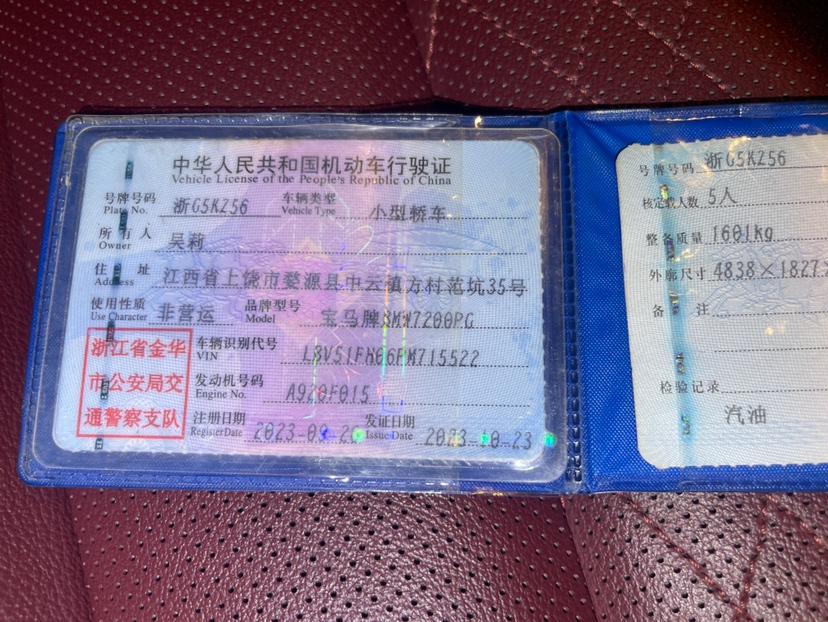 中华人民共和国机动车行驶证
Vehicle License of the People's Republic of China
号牌号码 浙G5K256 车辆类型 小型轿车
Plate No. Vehicle Type
所有人 吴莉
Owner
住址 江西省上饶市婺源县中云镇方村范坑35号
Address
使用性质 非营运 品牌型号 宝马牌BMW7200PG
Use Character Model
浙江省金华
市公安局交
通警察支队
车辆识别代号
VIN
发动机号码 A920F015
Engine No.
注册日期 发证日期 2023-10-23
Register Date Issue Date
号牌号码 浙G5K256
核定载人数 5人
整备质量 1601kg
外廓尺寸 4838×1827×
备注
检验记录
汽油